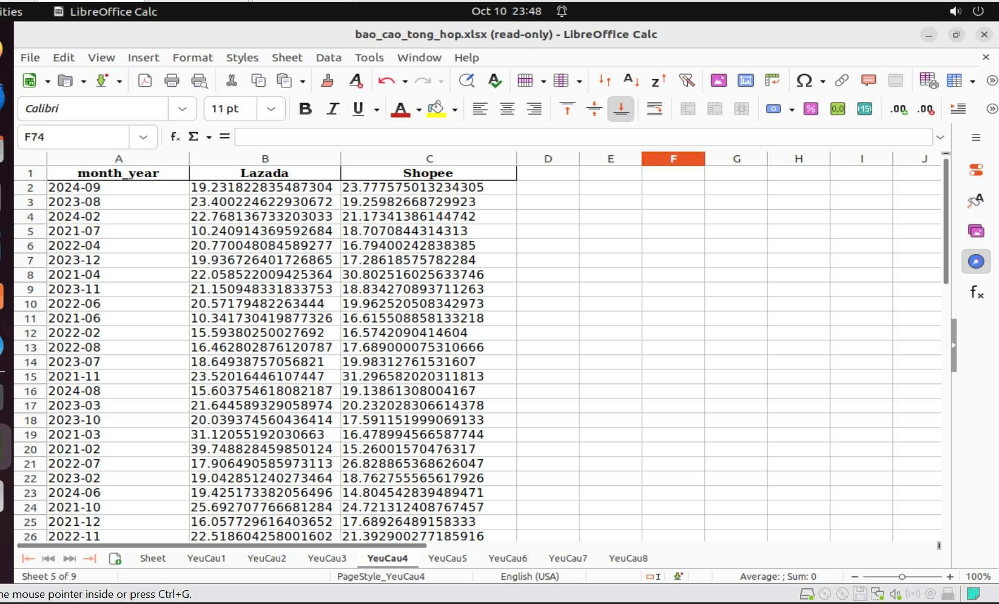 ities LibreOffice Calc Oct 10 23:48
bao_cao_tong_hop.xlsx (read-only) - LibreOffice Calc
File Edit View Insert Format Styles Sheet Data Tools Window Help
Calibri 11 pt B I U
F74 fx Σ =
A B C D E F G H I J
1 month_year Lazada Shopee
2 2024-09 19.231822835487304 23.777575013234305
3 2023-08 23.400224622930672 19.25982668729923
4 2024-02 22.768136733203033 21.17341386144742
5 2021-07 10.240914369592684 18.7070844314313
6 2022-04 20.770048084589277 16.79400242838385
7 2023-12 19.936726401726865 17.28618575782284
8 2021-04 22.058522009425364 30.802516025633746
9 2023-11 21.150948331833753 18.834270893711263
10 2022-06 20.57179482263444 19.962520508342973
11 2021-06 10.341730419877326 16.615508858133218
12 2022-02 15.59380250027692 16.5742090414604
13 2022-08 16.462802876120787 17.689000075310666
14 2023-07 18.64938757056821 19.98312761531607
15 2021-11 23.52016446107447 31.296582020311813
16 2024-08 15.603754618082187 19.13861308004167
17 2023-03 21.644589329058974 20.232028306614378
18 2023-10 20.039374560436414 17.591151999069133
19 2021-03 31.12055192030663 16.478994566587744
20 2021-02 39.748828459850124 15.26001570476317
21 2022-07 17.906490585973113 26.828865368626047
22 2023-02 19.042851240273464 18.762755565617926
23 2024-06 19.425173382056496 14.804542839489471
24 2021-10 25.692707766681284 24.721312408767457
25 2021-12 16.057729616403652 17.68926489158333
26 2022-11 22.518604258001602 21.392900277185916
Sheet YeuCau1 YeuCau2 YeuCau3 YeuCau4 YeuCau5 YeuCau6 YeuCau7 YeuCau8
Sheet 5 of 9 PageStyle_YeuCau4 English (USA) Average: ; Sum: 0 100%
ne mouse pointer inside or press Ctrl+G.